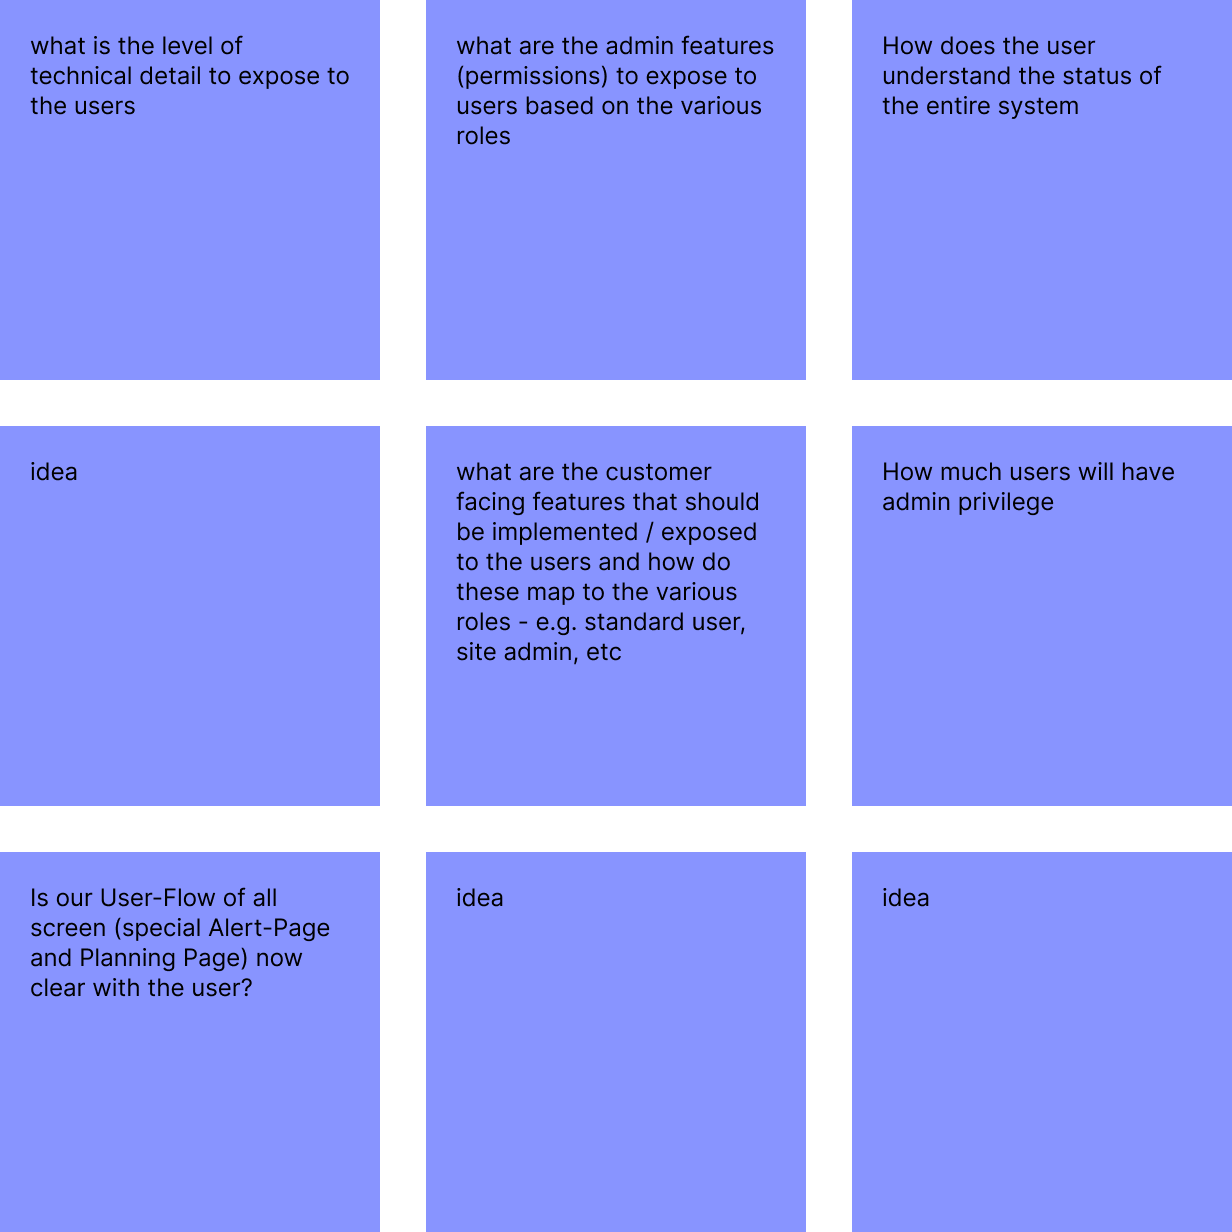 what is the level of
technical detail to expose to
the users
what are the admin features
(permissions) to expose to
users based on the various
roles
How does the user
understand the status of
the entire system
idea
what are the customer
facing features that should
be implemented / exposed
to the users and how do
these map to the various
roles - e.g. standard user,
site admin, etc
How much users will have
admin privilege
Is our User-Flow of all
screen (special Alert-Page
and Planning Page) now
clear with the user?
idea
idea